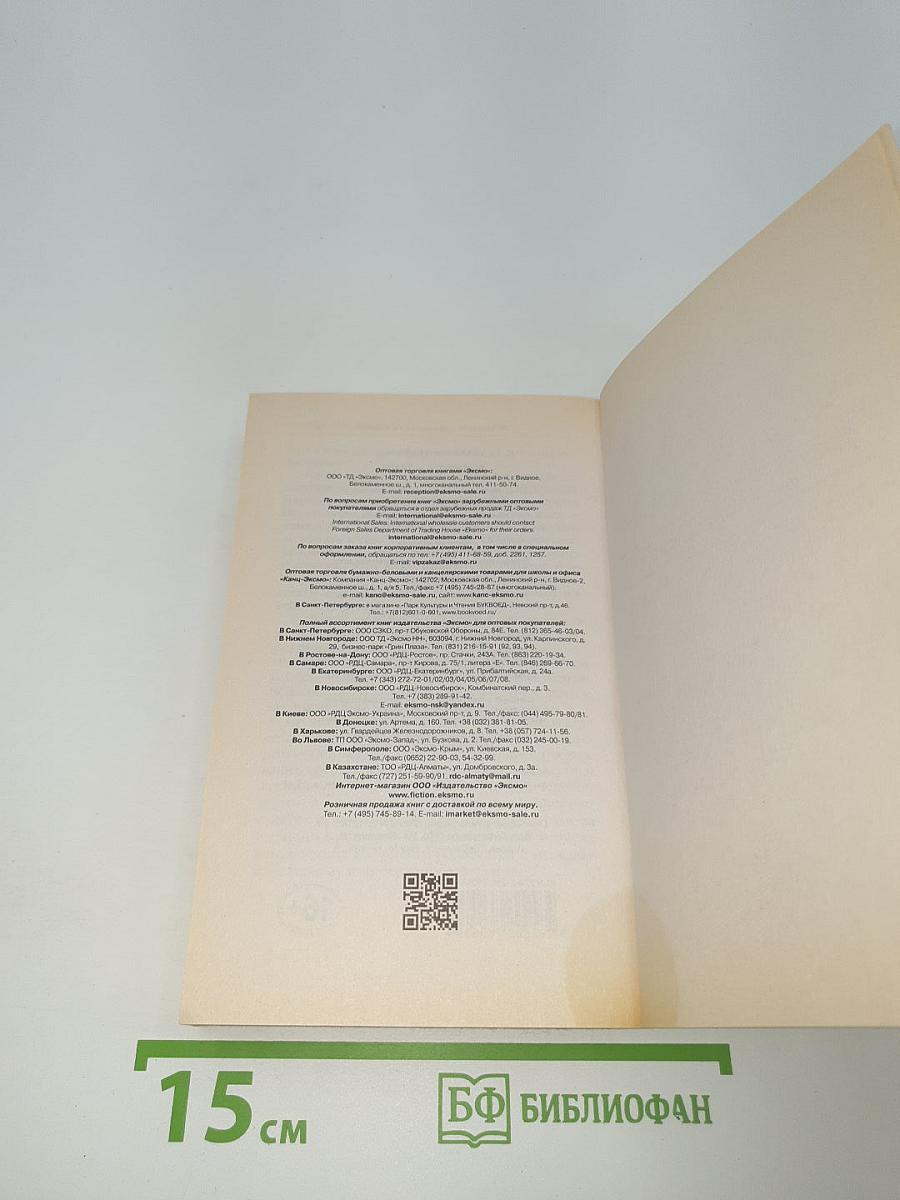 Оптовая торговля книгами «Эксмо»:
ООО «ТД «Эксмо», 142700, Московская обл., Ленинский р-н, г. Видное,
Белокаменное ш., д. 1, многоканальный тел. 411-50-74.
E-mail: reception@eksmo-sale.ru
По вопросам приобретения книг «Эксмо» зарубежными оптовыми
покупателями обращаться в отдел зарубежных продаж ТД «Эксмо»
E-mail: international@eksmo-sale.ru
International Sales: International wholesale customers should contact
Foreign Sales Department of Trading House «Eksmo» for their orders.
international@eksmo-sale.ru
По вопросам заказа книг корпоративным клиентам, в том числе в специальном
оформлении, обращаться по тел. +7 (495) 411-68-59, доб. 2261, 1257.
E-mail: vipzakaz@eksmo.ru
Оптовая торговля бумажно-беловыми и канцелярскими товарами для школы и офиса
«Канц-Эксмо»: Компания «Канц-Эксмо»: 142702, Московская обл., Ленинский р-н, г. Видное-2,
Белокаменное ш., д. 1, а/я 5. Тел./факс +7 (495) 745-28-87 (многоканальный).
e-mail: kanc@eksmo-sale.ru, сайт: www.kanc-eksmo.ru
В Санкт-Петербурге: в магазине «Парк Культуры и Чтения БУКВОЕД», Невский пр-т, д.46.
Тел.: +7(812)601-0-601, www.bookvoed.ru/
Полный ассортимент книг издательства «Эксмо» для оптовых покупателей:
В Санкт-Петербурге: ООО СЗКО, пр-т Обуховской Обороны, д. 84Е. Тел. (812) 365-46-03/04.
В Нижнем Новгороде: ООО ТД «Эксмо НН», 603094, г. Нижний Новгород, ул. Карпинского, д.
29, бизнес-парк «Грин Плаза». Тел. (831) 216-15-91 (92, 93, 94).
В Ростове-на-Дону: ООО «РДЦ-Ростов», пр. Стачки, 243А. Тел. (863) 220-19-34.
В Самаре: ООО «РДЦ-Самара», пр-т Кирова, д. 75/1, литера «Е». Тел. (846) 269-66-70.
В Екатеринбурге: ООО «РДЦ-Екатеринбург», ул. Прибалтийская, д. 24а.
Тел. +7 (343) 272-72-01/02/03/04/05/06/07/08.
В Новосибирске: ООО «РДЦ-Новосибирск», Комбинатский пер., д. 3.
Тел. +7 (383) 289-91-42.
E-mail: eksmo-nsk@yandex.ru
В Киеве: ООО «РДЦ Эксмо-Украина», Московский пр-т, д. 9. Тел./факс: (044) 495-79-80/81.
В Донецке: ул. Артема, д. 160. Тел. +38 (032) 381-81-05.
В Харькове: ул. Гвардейцев Железнодорожников, д. 8. Тел. +38 (057) 724-11-56.
Во Львове: ТП ООО «Эксмо-Запад», ул. Бузкова, д. 2. Тел./факс (032) 245-00-19.
В Симферополе: ООО «Эксмо-Крым», ул. Киевская, д. 153.
Тел./факс (0652) 22-90-03, 54-32-99.
В Казахстане: ТОО «РДЦ-Алматы», ул. Домбровского, д. 3а.
Тел./факс (727) 251-59-90/91. rdc-almaty@mail.ru
Интернет-магазин ООО «Издательство «Эксмо»
www.fiction.eksmo.ru
Розничная продажа книг с доставкой по всему миру.
Тел.: +7 (495) 745-89-14. E-mail: imarket@eksmo-sale.ru
15 см
БФ БИБЛИОФАН